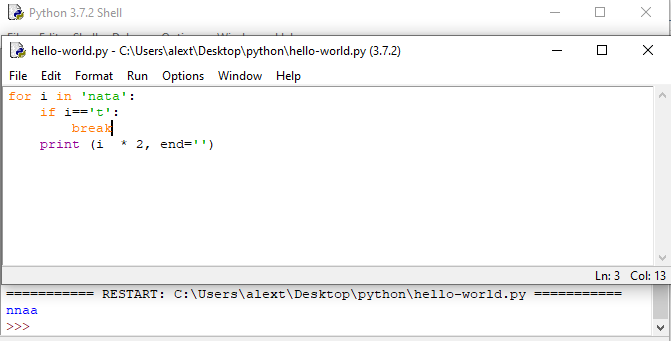 Python 3.7.2 Shell
hello-world.py - C:\Users\alext\Desktop\python\hello-world.py (3.7.2)
File Edit Format Run Options Window Help
for i in 'nata':
    if i=='t':
        break
    print (i  * 2, end='')
Ln: 3 Col: 13
=========== RESTART: C:\Users\alext\Desktop\python\hello-world.py ===========
nnaa
>>>